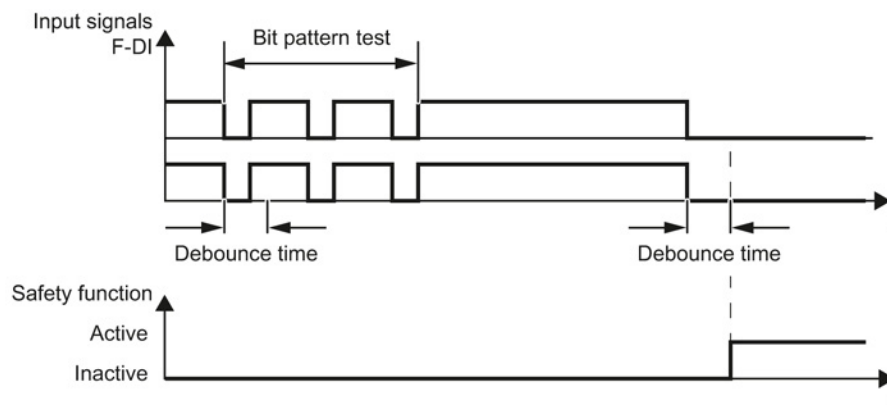 Input signals
F-DI
Bit pattern test
Debounce time
Debounce time
Safety function
Active
Inactive